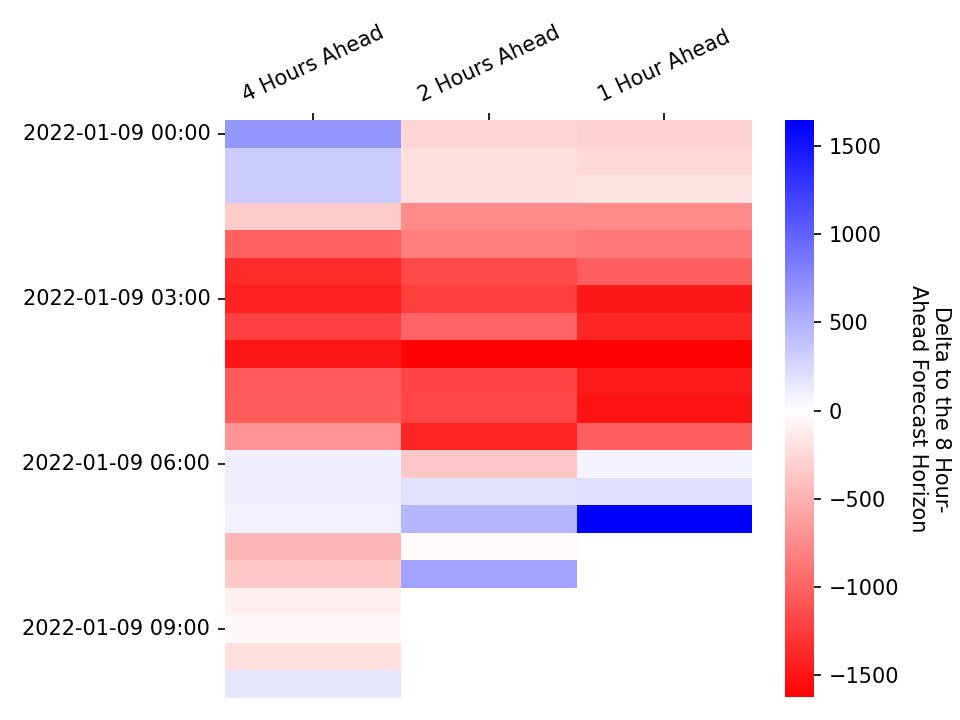 4 Hours Ahead
2 Hours Ahead
1 Hour Ahead
2022-01-09 00:00
2022-01-09 03:00
2022-01-09 06:00
2022-01-09 09:00
1500
1000
500
0
−500
−1000
−1500
Delta to the 8 Hour-
Ahead Forecast Horizon